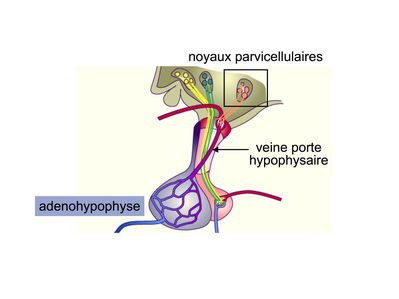 noyaux parvicellulaires
veine porte
hypophysaire
adenohypophyse